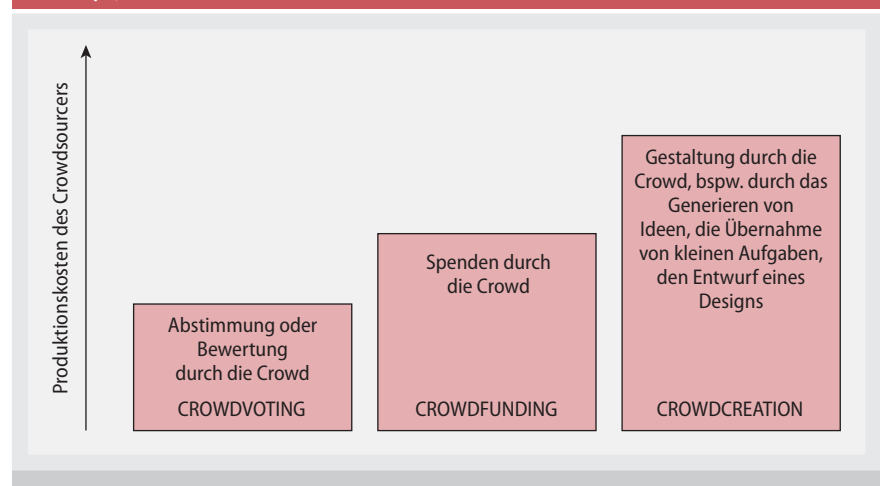 Produktionskosten des Crowdsourcers
Abstimmung oder
Bewertung
durch die Crowd
CROWDVOTING
Spenden durch
die Crowd
CROWDFUNDING
Gestaltung durch die
Crowd, bspw. durch das
Generieren von
Ideen, die Übernahme
von kleinen Aufgaben,
den Entwurf eines
Designs
CROWDCREATION